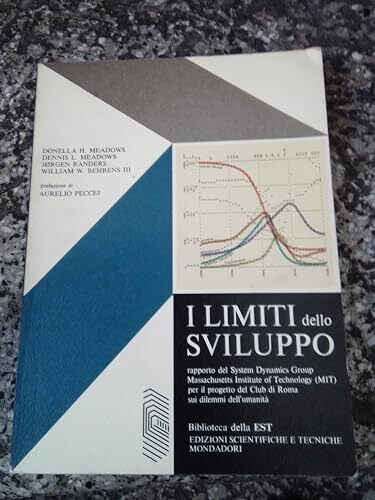 DONELLA H. MEADOWS
DENNIS L. MEADOWS
JØRGEN RANDERS
WILLIAM W. BEHRENS III
prefazione di
AURELIO PECCEI
I LIMITI dello
SVILUPPO
rapporto del System Dynamics Group
Massachusetts Institute of Technology (MIT)
per il progetto del Club di Roma
sui dilemmi dell'umanità
Biblioteca della EST
EDIZIONI SCIENTIFICHE E TECNICHE
MONDADORI